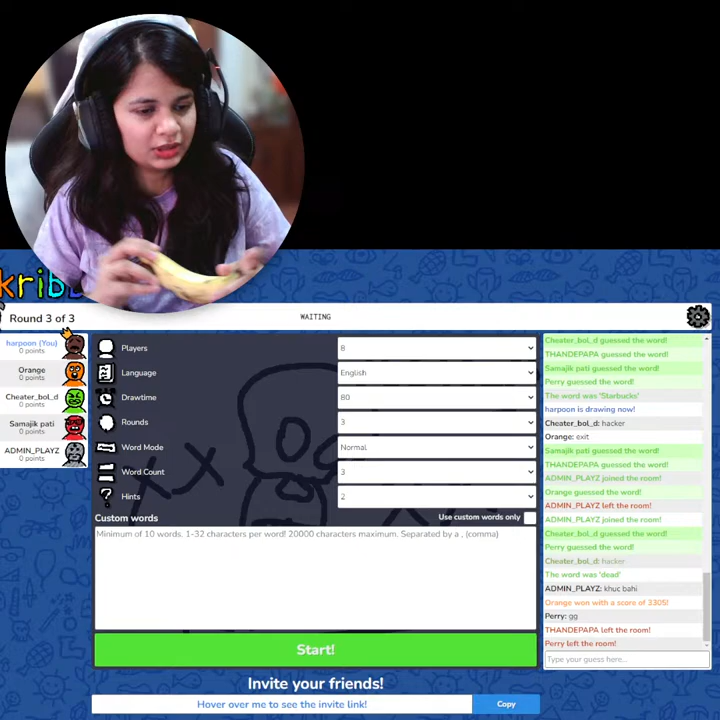 kribb
Round 3 of 3
WAITING
harpoon (You)
0 points
Orange
0 points
Cheater_bol_d
0 points
Samajik pati
0 points
ADMIN_PLAYZ
0 points
Players
8
Language
English
Drawtime
80
Rounds
3
Word Mode
Normal
Word Count
3
Hints
2
Custom words
Use custom words only
Minimum of 10 words. 1-32 characters per word! 20000 characters maximum. Separated by a , (comma)
Start!
Invite your friends!
Hover over me to see the invite link!
Copy
Cheater_bol_d guessed the word!
THANDEPAPA guessed the word!
Samajik pati guessed the word!
Perry guessed the word!
The word was 'Starbucks'
harpoon is drawing now!
Cheater_bol_d: hacker
Orange: exit
Samajik pati guessed the word!
THANDEPAPA guessed the word!
ADMIN_PLAYZ joined the room!
Orange guessed the word!
ADMIN_PLAYZ left the room!
ADMIN_PLAYZ joined the room!
Cheater_bol_d guessed the word!
Perry guessed the word!
Cheater_bol_d: hacker
The word was 'dead'
ADMIN_PLAYZ: khuc bahi
Orange won with a score of 3305!
Perry: gg
THANDEPAPA left the room!
Perry left the room!
Type your guess here...